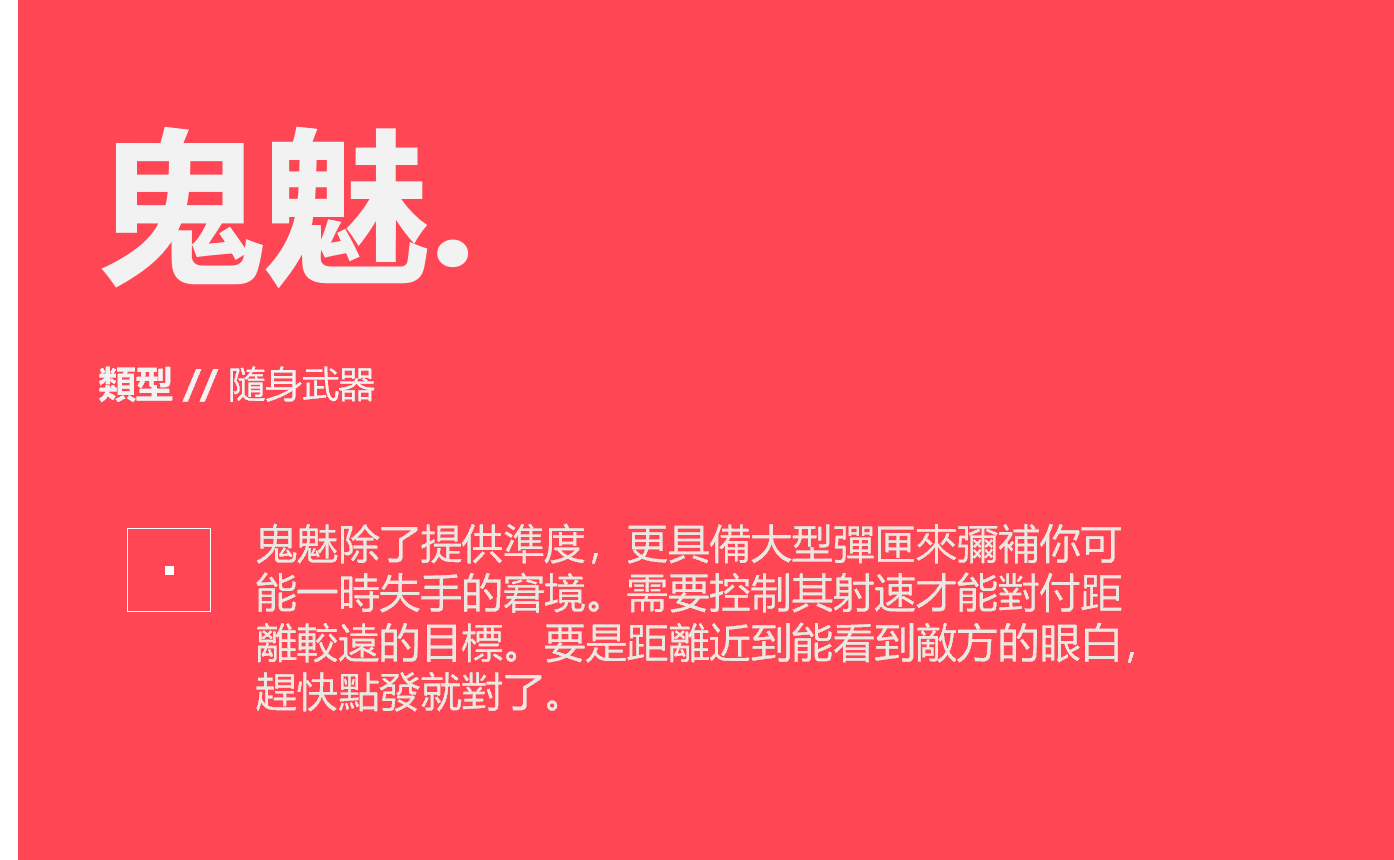 鬼魅.
類型 // 隨身武器
鬼魅除了提供準度，更具備大型彈匣來彌補你可
能一時失手的窘境。需要控制其射速才能對付距
離較遠的目標。要是距離近到能看到敵方的眼白，
趕快點發就對了。